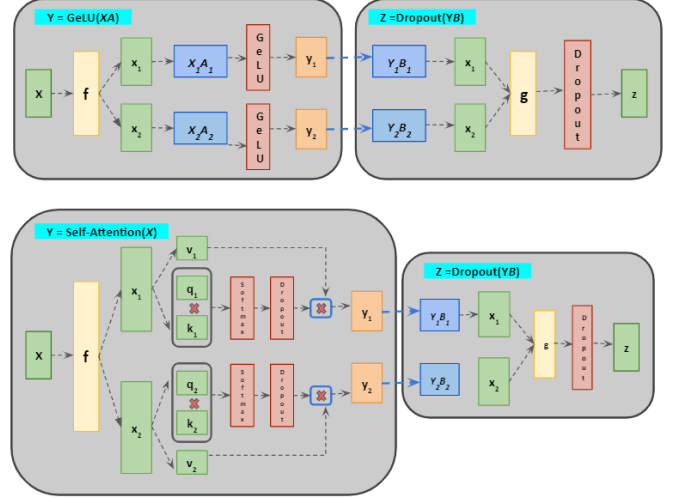 Y = GeLU(XA)
Z =Dropout(YB)
X
f
x1
X1A1
GeLU
y1
Y1B1
x1
g
Dropout
z
x2
X2A2
GeLU
y2
Y2B2
x2
Y = Self-Attention(X)
Z =Dropout(YB)
X
f
x1
v1
q1
k1
Softmax
Dropout
y1
Y1B1
x1
g
Dropout
z
x2
q2
k2
v2
Softmax
Dropout
y2
Y2B2
x2